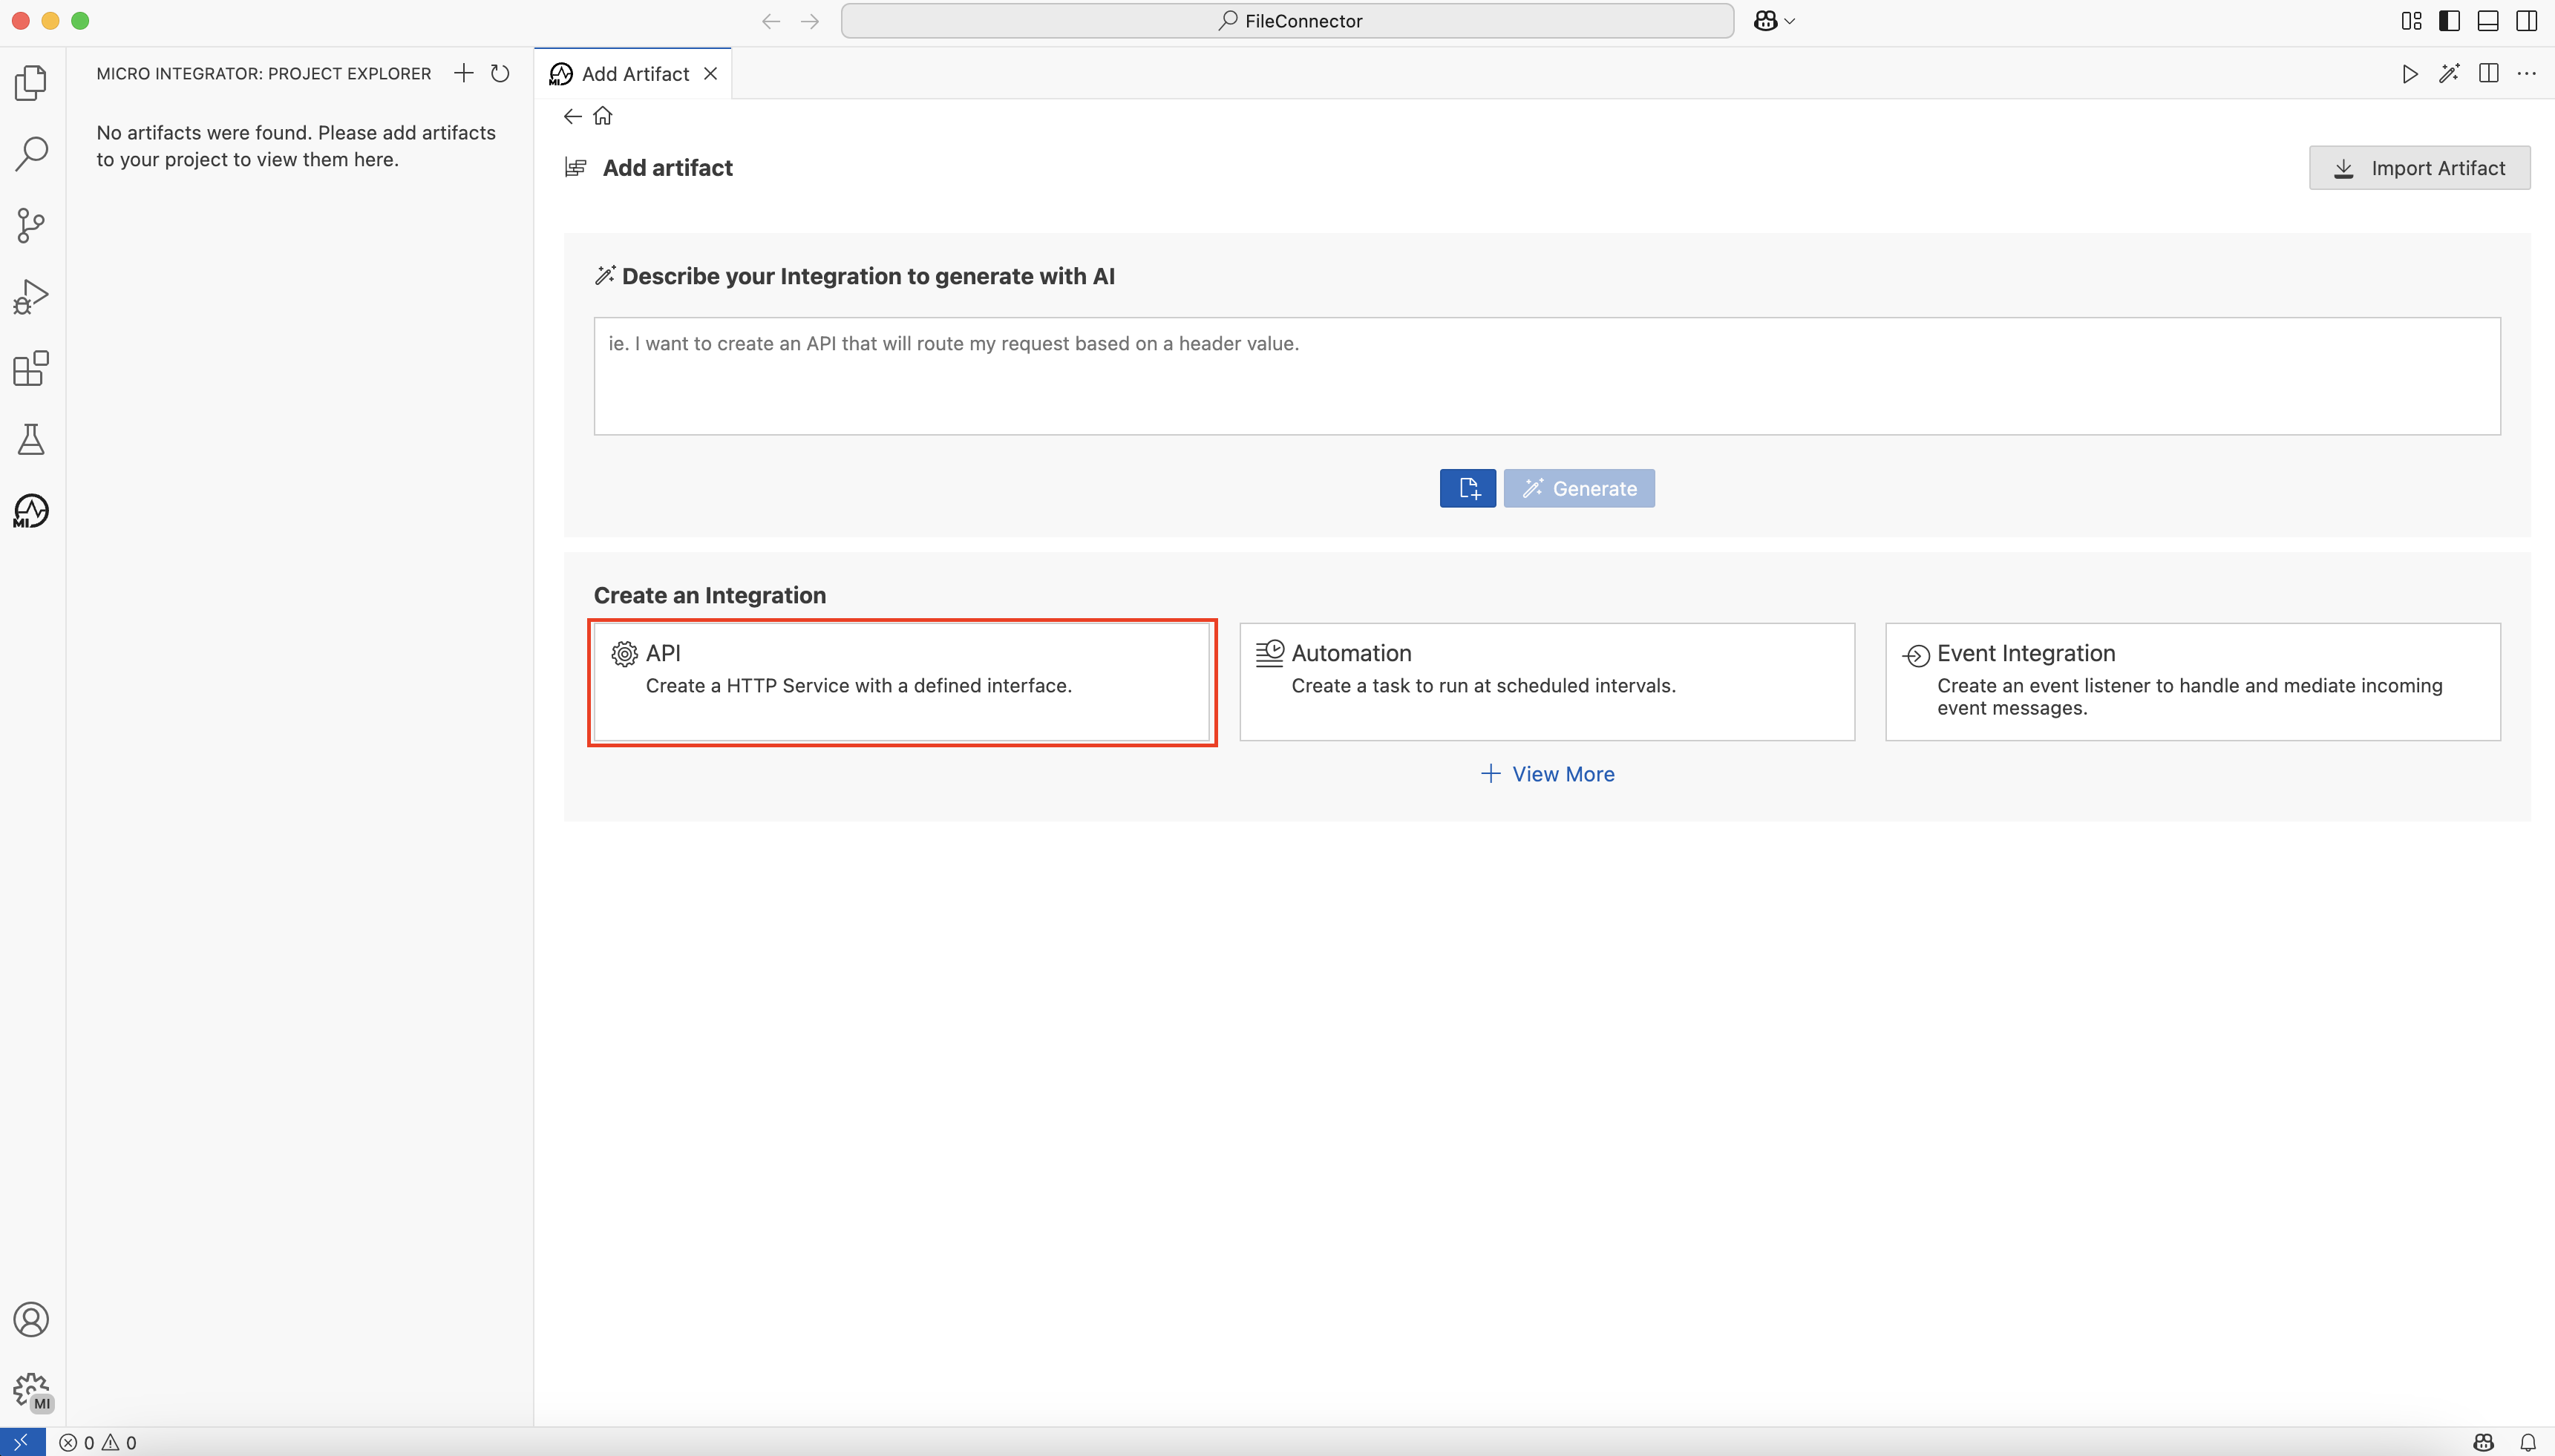 FileConnector
MICRO INTEGRATOR: PROJECT EXPLORER
No artifacts were found. Please add artifacts
to your project to view them here.
MI
Add Artifact
Add artifact
Import Artifact
Describe your Integration to generate with AI
ie. I want to create an API that will route my request based on a header value.
Generate
Create an Integration
API
Create a HTTP Service with a defined interface.
Automation
Create a task to run at scheduled intervals.
Event Integration
Create an event listener to handle and mediate incoming
event messages.
View More
MI
MI
0 0